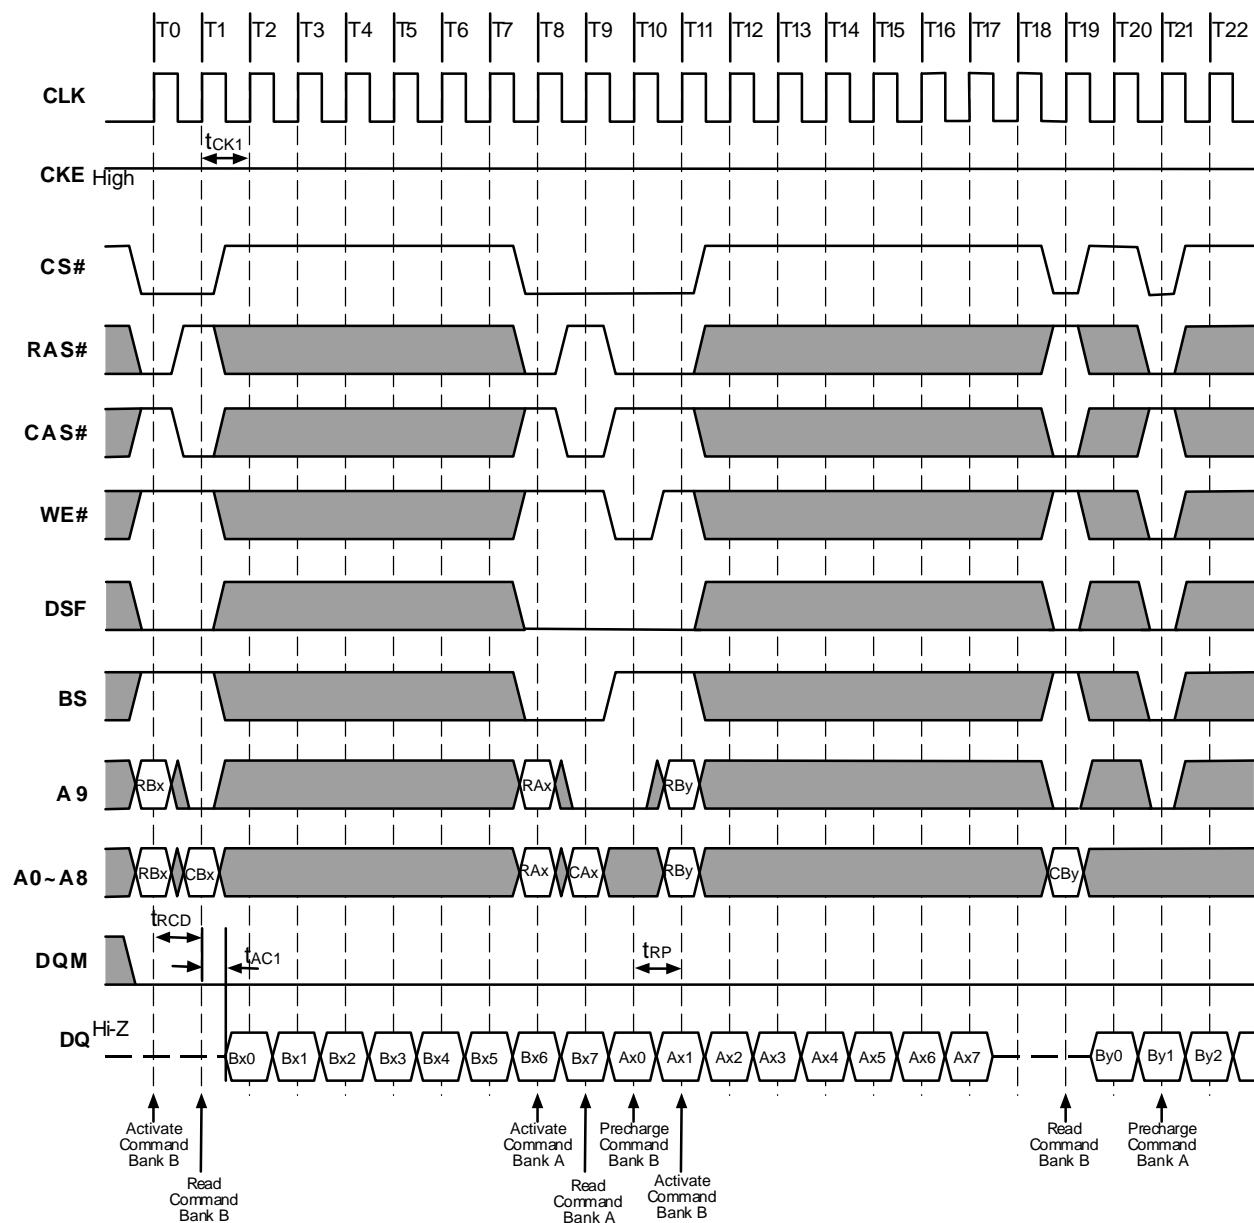 T0 T1 T2 T3 T4 T5 T6 T7 T8 T9 T10 T11 T12 T13 T14 T15 T16 T17 T18 T19 T20 T21 T22
CLK
tCK1
CKE High
CS#
RAS#
CAS#
WE#
DSF
BS
A9 RBx RAx RBy
A0~A8 RBx CBx RAx CAx RBy CBy
tRCD
DQM tAC1 tRP
DQ Hi-Z
Bx0 Bx1 Bx2 Bx3 Bx4 Bx5 Bx6 Bx7 Ax0 Ax1 Ax2 Ax3 Ax4 Ax5 Ax6 Ax7 By0 By1 By2
Activate
Command
Bank B
Read
Command
Bank B
Activate
Command
Bank A
Read
Command
Bank A
Precharge
Command
Bank B
Activate
Command
Bank B
Read
Command
Bank B
Precharge
Command
Bank A